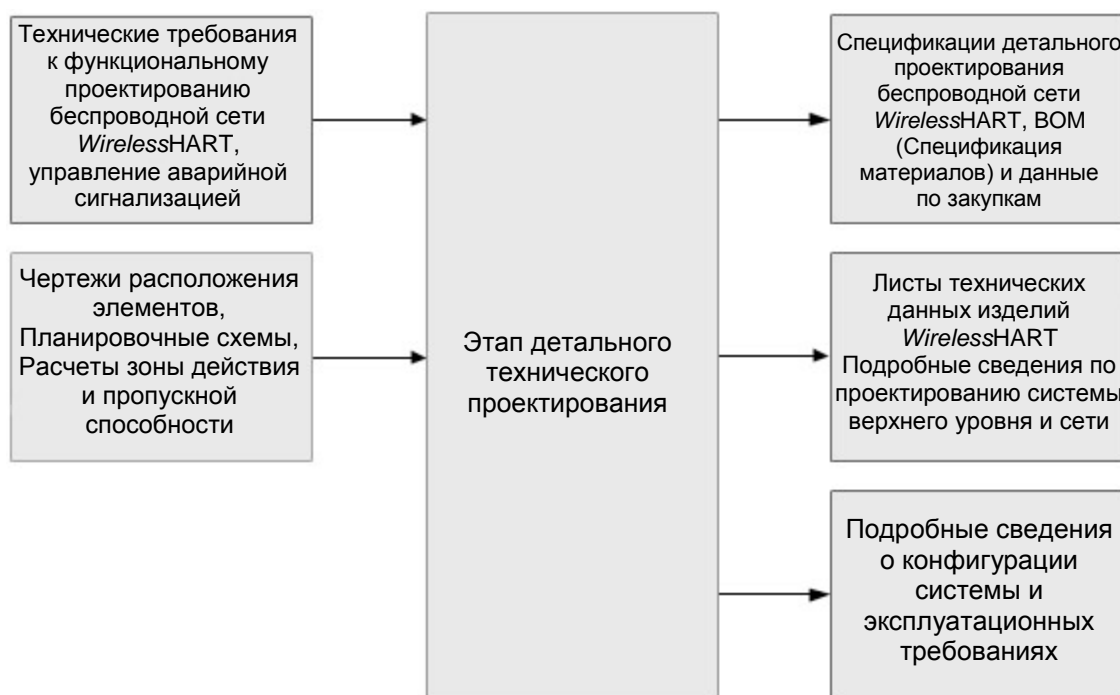 Технические требования
к функциональному
проектированию
беспроводной сети
WirelessHART,
управление аварийной
сигнализацией
Чертежи расположения
элементов,
Планировочные схемы,
Расчеты зоны действия
и пропускной
способности
Этап детального
технического
проектирования
Спецификации детального
проектирования
беспроводной сети
WirelessHART, BOM
(Спецификация
материалов) и данные
по закупкам
Листы технических
данных изделий
WirelessHART
Подробные сведения по
проектированию системы
верхнего уровня и сети
Подробные сведения
о конфигурации
системы и
эксплуатационных
требованиях